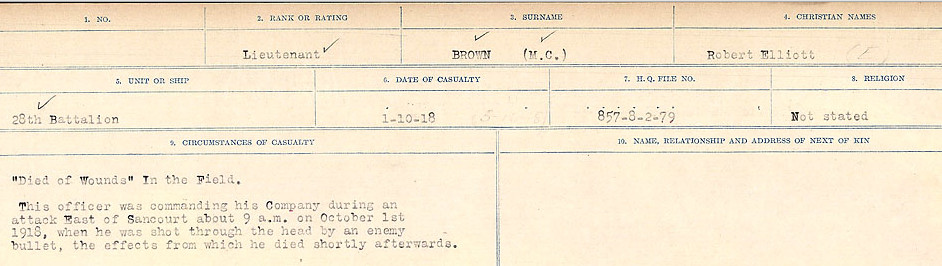 1. NO.
2. RANK OR RATING
3. SURNAME
4. CHRISTIAN NAMES
Lieutenant
BROWN (M.C.)
Robert Elliott
5. UNIT OR SHIP
6. DATE OF CASUALTY
7. H.Q. FILE NO.
8. RELIGION
28th Battalion
1-10-18
857-8-2-79
Not stated
9. CIRCUMSTANCES OF CASUALTY
10. NAME, RELATIONSHIP AND ADDRESS OF NEXT OF KIN
"Died of Wounds" In the Field.
This officer was commanding his Company during an
attack East of Sancourt about 9 a.m. on October 1st
1918, when he was shot through the head by an enemy
bullet, the effects from which he died shortly afterwards.